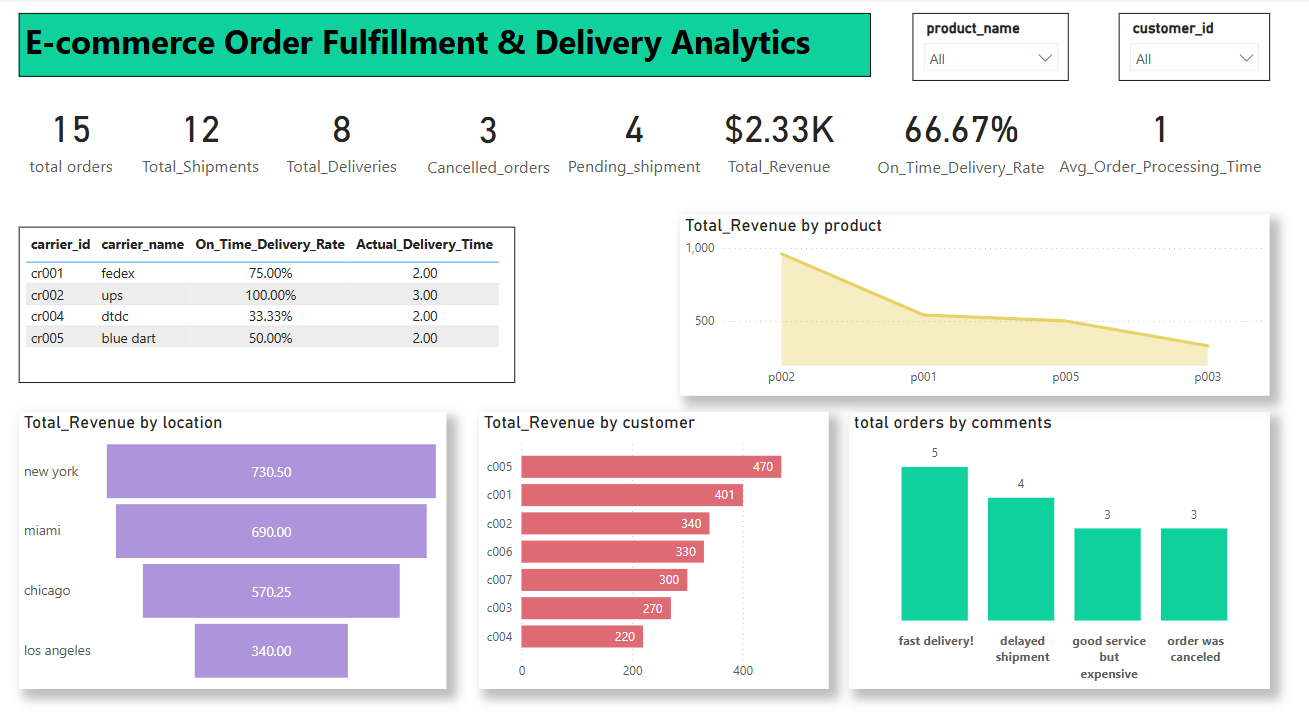 E-commerce Order Fulfillment & Delivery Analytics
product_name
All
customer_id
All
15
total orders
12
Total_Shipments
8
Total_Deliveries
3
Cancelled_orders
4
Pending_shipment
$2.33K
Total_Revenue
66.67%
On_Time_Delivery_Rate
1
Avg_Order_Processing_Time
carrier_id carrier_name On_Time_Delivery_Rate Actual_Delivery_Time
cr001 fedex 75.00% 2.00
cr002 ups 100.00% 3.00
cr004 dtdc 33.33% 2.00
cr005 blue dart 50.00% 2.00
Total_Revenue by product
1,000
500
p002 p001 p005 p003
Total_Revenue by location
new york 730.50
miami 690.00
chicago 570.25
los angeles 340.00
Total_Revenue by customer
c005 470
c001 401
c002 340
c006 330
c007 300
c003 270
c004 220
0 200 400
total orders by comments
5
4
3
3
fast delivery!
delayed
shipment
good service
but
expensive
order was
canceled